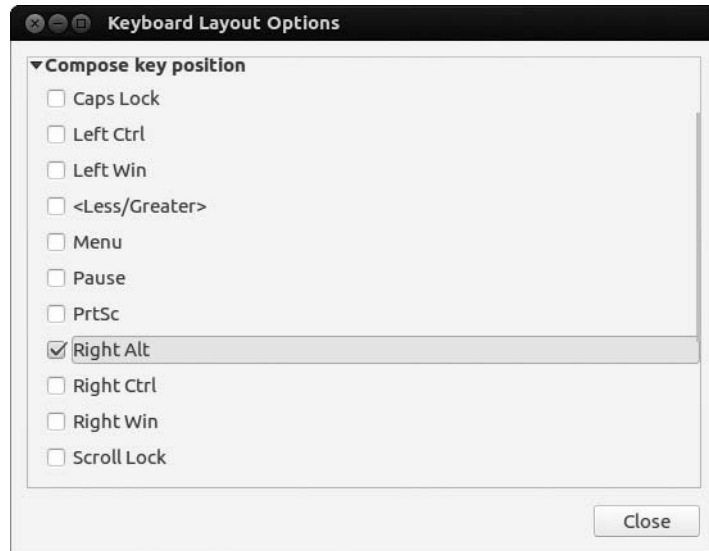 Keyboard Layout Options
Compose key position
Caps Lock
Left Ctrl
Left Win
<Less/Greater>
Menu
Pause
PrtSc
Right Alt
Right Ctrl
Right Win
Scroll Lock
Close